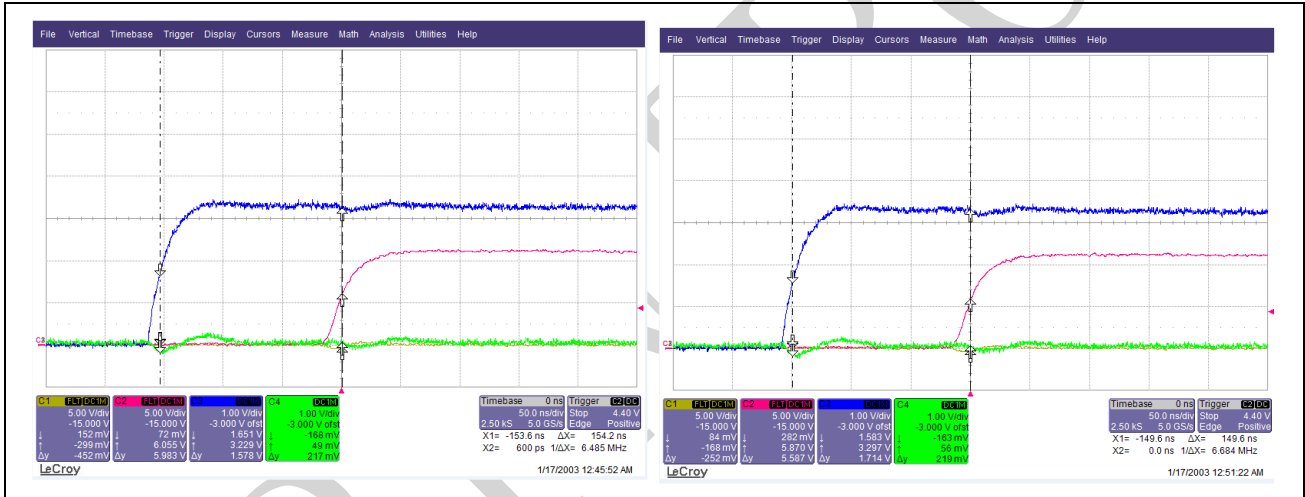 File Vertical Timebase Trigger Display Cursors Measure Math Analysis Utilities Help
C1 FLT DC1M
5.00 V/div
-15.000 V
↓ 152 mV
↑ -299 mV
Δy -452 mV
C2 FLT DC1M
5.00 V/div
-15.000 V
↓ 72 mV
↑ 6.055 V
Δy 5.983 V
1.00 V/div
-3.000 V ofst
↓ 1.651 V
↑ 3.229 V
Δy 1.578 V
C4 DC1M
1.00 V/div
-3.000 V ofst
↓ -168 mV
↑ 49 mV
Δy 217 mV
Timebase 0 ns
50.0 ns/div
2.50 kS 5.0 GS/s
Trigger C2 DC
Stop 4.40 V
Edge Positive
X1= -153.6 ns ΔX= 154.2 ns
X2= 600 ps 1/ΔX= 6.485 MHz
LeCroy
1/17/2003 12:45:52 AM
File Vertical Timebase Trigger Display Cursors Measure Math Analysis Utilities Help
C1 FLT DC1M
5.00 V/div
-15.000 V
↓ 84 mV
↑ -168 mV
Δy -252 mV
C2 FLT DC1M
5.00 V/div
-15.000 V
↓ 282 mV
↑ 5.870 V
Δy 5.587 V
1.00 V/div
-3.000 V ofst
↓ 1.583 V
↑ 3.297 V
Δy 1.714 V
C4 DC1M
1.00 V/div
-3.000 V ofst
↓ -163 mV
↑ 56 mV
Δy 219 mV
Timebase 0 ns
50.0 ns/div
2.50 kS 5.0 GS/s
Trigger C2 DC
Stop 4.40 V
Edge Positive
X1= -149.6 ns ΔX= 149.6 ns
X2= 0.0 ns 1/ΔX= 6.684 MHz
LeCroy
1/17/2003 12:51:22 AM